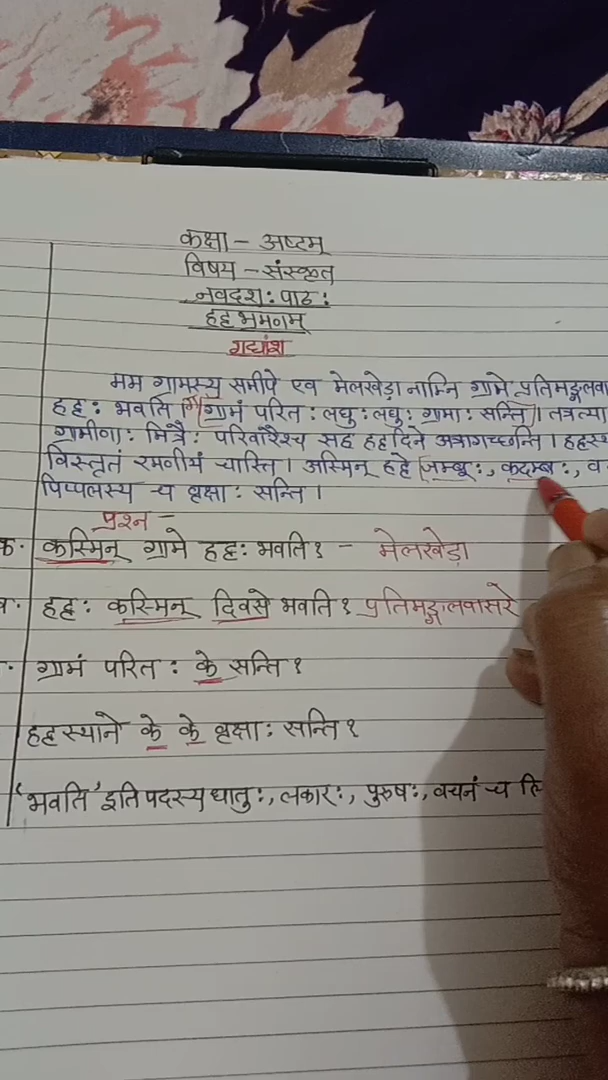 कक्षा - अष्टम्
विषय - संस्कृत
नवदशः पाठः
हट्ट भ्रमणम्
गद्यांश
मम ग्रामस्य समीपे एव मेलखेड़ा नाम्नि ग्रामे प्रतिमङ्गलवा
हट्टः भवति । ग्रामं परितः लघुः लघुः ग्रामाः सन्ति । तत्रत्या
ग्रामीणाः मित्रैः परिवारैश्च सह हट्टदिने अत्रागच्छन्ति । हट्टस्
विस्तृतं रमणीयं चास्ति । अस्मिन् हट्टे जम्बूः, कदम्बः, व
पिप्पलस्य च वृक्षाः सन्ति ।
प्रश्न -
क. कस्मिन् ग्रामे हट्टः भवति ? - मेलखेड़ा
हट्टः कस्मिन् दिवसे भवति ? प्रतिमङ्गलवासरे
ग्रामं परितः के सन्ति ?
हट्टस्थाने के के वृक्षाः सन्ति ?
'भवति' इति पदस्य धातुः, लकारः, पुरुषः, वचनं च